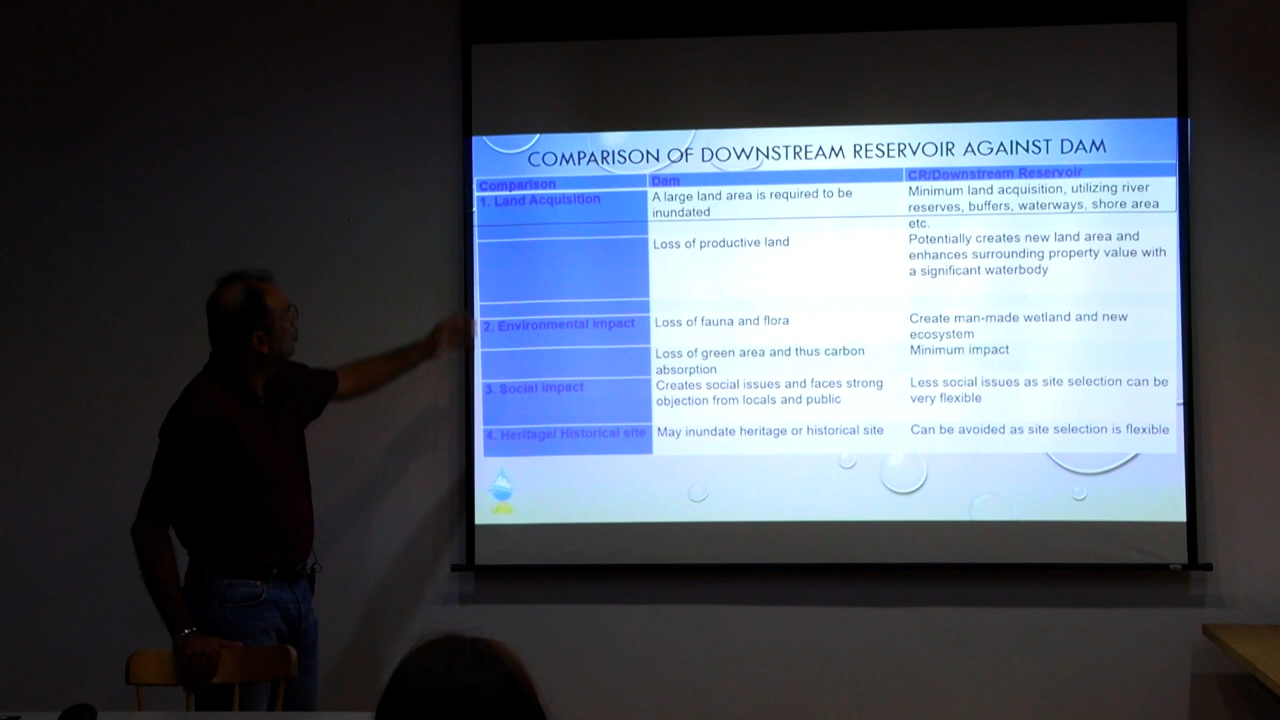 COMPARISON OF DOWNSTREAM RESERVOIR AGAINST DAM
Comparison
Dam
CR/Downstream Reservoir
1. Land Acquisition
A large land area is required to be
inundated
Minimum land acquisition, utilizing river
reserves, buffers, waterways, shore area
etc.
Loss of productive land
Potentially creates new land area and
enhances surrounding property value with
a significant waterbody
2. Environmental impact
Loss of fauna and flora
Create man-made wetland and new
ecosystem
Loss of green area and thus carbon
absorption
Minimum impact
3. Social impact
Creates social issues and faces strong
objection from locals and public
Less social issues as site selection can be
very flexible
4. Heritage/ Historical site
May inundate heritage or historical site
Can be avoided as site selection is flexible